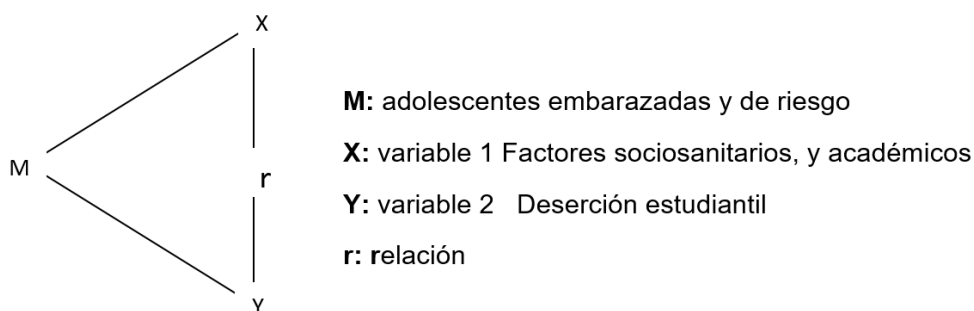 X
M: adolescentes embarazadas y de riesgo
X: variable 1 Factores sociosanitarios, y académicos
M
r
Y: variable 2 Deserción estudiantil
r: relación
Y